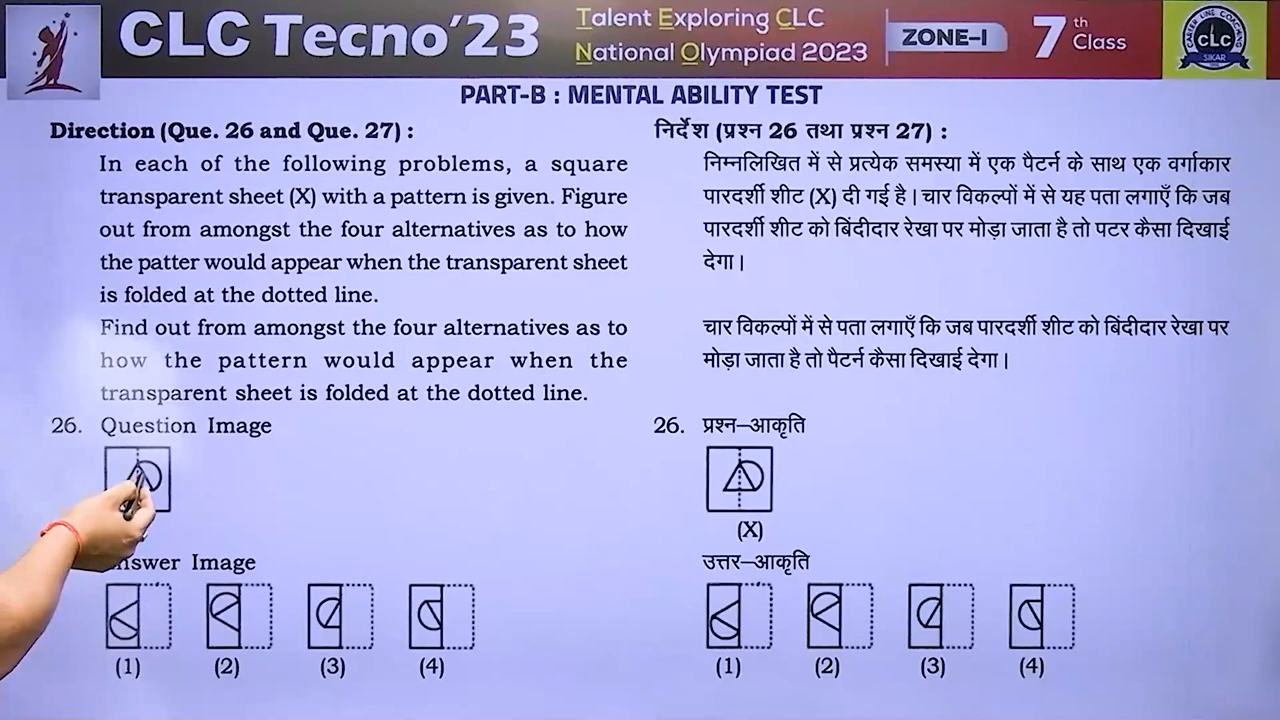 CLC Tecno'23
Talent Exploring CLC
National Olympiad 2023
ZONE-I
7th Class
CAREER LINE COACHING
CLC
SIKAR
PART-B : MENTAL ABILITY TEST
Direction (Que. 26 and Que. 27) :
In each of the following problems, a square
transparent sheet (X) with a pattern is given. Figure
out from amongst the four alternatives as to how
the patter would appear when the transparent sheet
is folded at the dotted line.
Find out from amongst the four alternatives as to
how the pattern would appear when the
transparent sheet is folded at the dotted line.
26. Question Image
nswer Image
(1) (2) (3) (4)
निर्देश (प्रश्न 26 तथा प्रश्न 27) :
निम्नलिखित में से प्रत्येक समस्या में एक पैटर्न के साथ एक वर्गाकार
पारदर्शी शीट (X) दी गई है। चार विकल्पों में से यह पता लगाएँ कि जब
पारदर्शी शीट को बिंदीदार रेखा पर मोड़ा जाता है तो पटर कैसा दिखाई
देगा।
चार विकल्पों में से पता लगाएँ कि जब पारदर्शी शीट को बिंदीदार रेखा पर
मोड़ा जाता है तो पैटर्न कैसा दिखाई देगा।
26. प्रश्न–आकृति
(X)
उत्तर–आकृति
(1) (2) (3) (4)